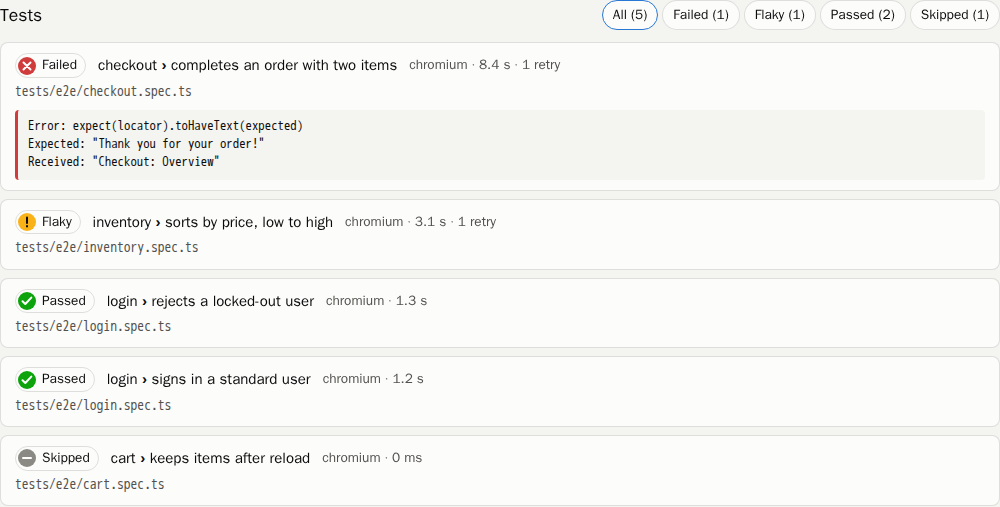 Tests
All (5)
Failed (1)
Flaky (1)
Passed (2)
Skipped (1)
Failed checkout › completes an order with two items chromium · 8.4 s · 1 retry
tests/e2e/checkout.spec.ts
Error: expect(locator).toHaveText(expected)
Expected: "Thank you for your order!"
Received: "Checkout: Overview"
Flaky inventory › sorts by price, low to high chromium · 3.1 s · 1 retry
tests/e2e/inventory.spec.ts
Passed login › rejects a locked-out user chromium · 1.3 s
tests/e2e/login.spec.ts
Passed login › signs in a standard user chromium · 1.2 s
tests/e2e/login.spec.ts
Skipped cart › keeps items after reload chromium · 0 ms
tests/e2e/cart.spec.ts